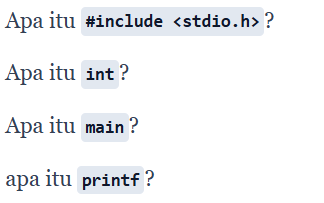 Apa itu #include <stdio.h>?
Apa itu int?
Apa itu main?
apa itu printf?